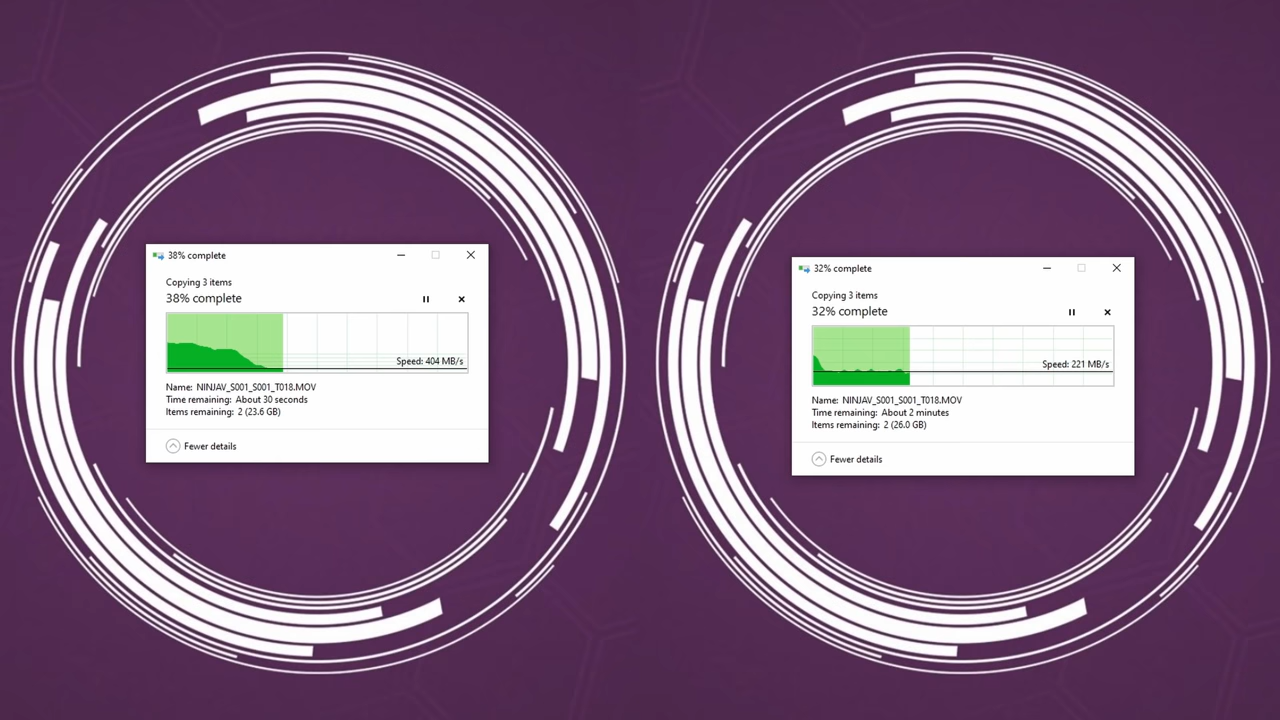 38% complete
Copying 3 items
38% complete
Speed: 404 MB/s
Name: NINJAV_S001_S001_T018.MOV
Time remaining: About 30 seconds
Items remaining: 2 (23.6 GB)
Fewer details
32% complete
Copying 3 items
32% complete
Speed: 221 MB/s
Name: NINJAV_S001_S001_T018.MOV
Time remaining: About 2 minutes
Items remaining: 2 (26.0 GB)
Fewer details